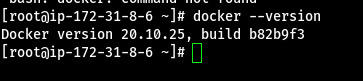 [root@ip-172-31-8-6 ~]# docker --version
Docker version 20.10.25, build b82b9f3
[root@ip-172-31-8-6 ~]#